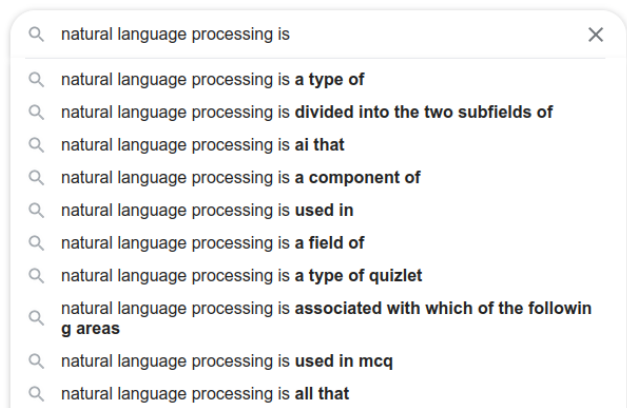 natural language processing is
natural language processing is a type of
natural language processing is divided into the two subfields of
natural language processing is ai that
natural language processing is a component of
natural language processing is used in
natural language processing is a field of
natural language processing is a type of quizlet
natural language processing is associated with which of the followin
g areas
natural language processing is used in mcq
natural language processing is all that